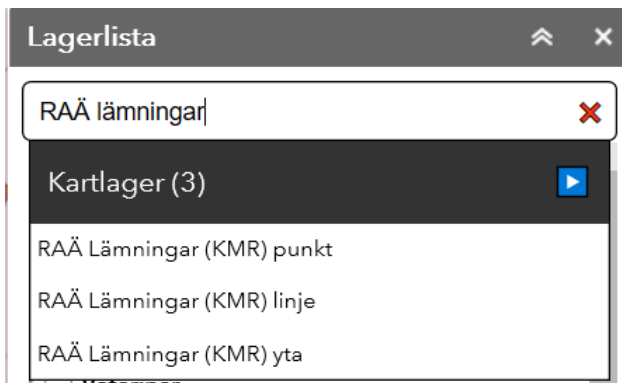 Lagerlista
RAÄ lämningar
Kartlager (3)
RAÄ Lämningar (KMR) punkt
RAÄ Lämningar (KMR) linje
RAÄ Lämningar (KMR) yta